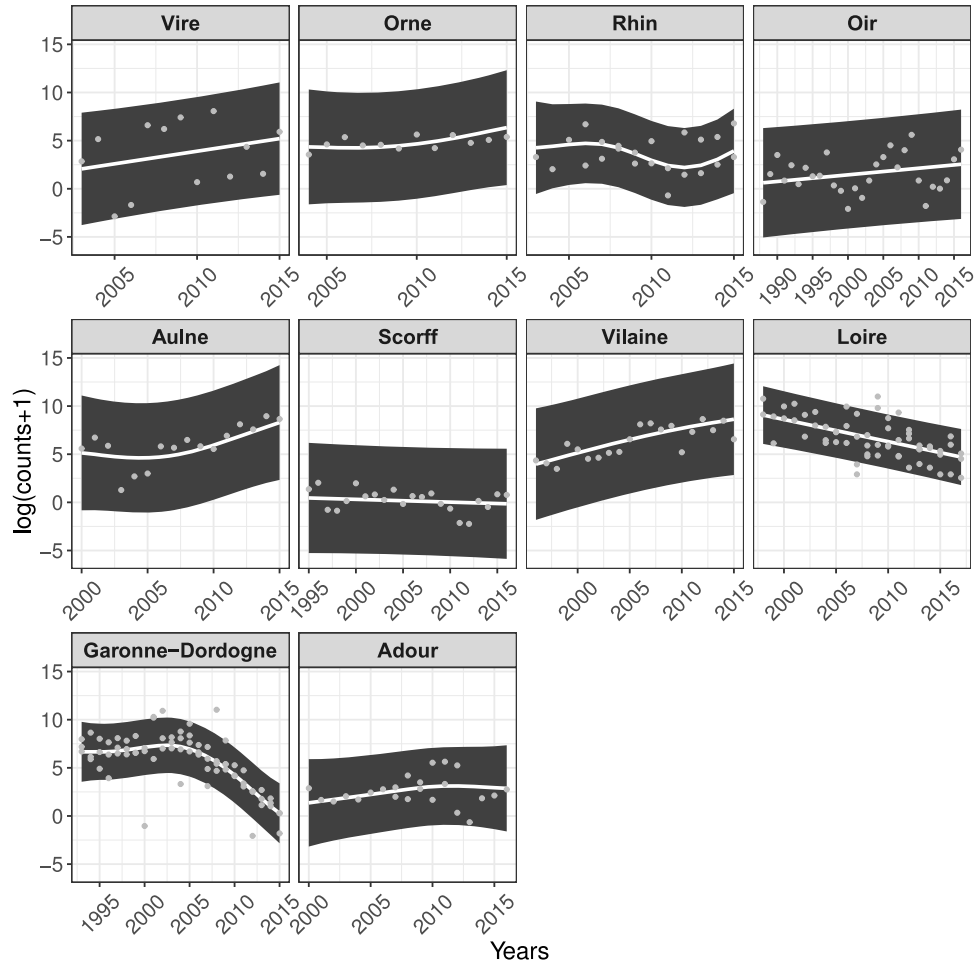 Vire Orne Rhin Oir
15
10
5
0
−5
2005 2010 2015 2005 2010 2015 2005 2010 2015 1990 1995 2000 2005 2010 2015
Aulne Scorff Vilaine Loire
15
10
5
0
−5
2000 2005 2010 2015 1995 2000 2005 2010 2015 2000 2005 2010 2015 2000 2005 2010 2015
log(counts+1)
Garonne−Dordogne Adour
15
10
5
0
−5
1995 2000 2005 2010 2015 2000 2005 2010 2015
Years